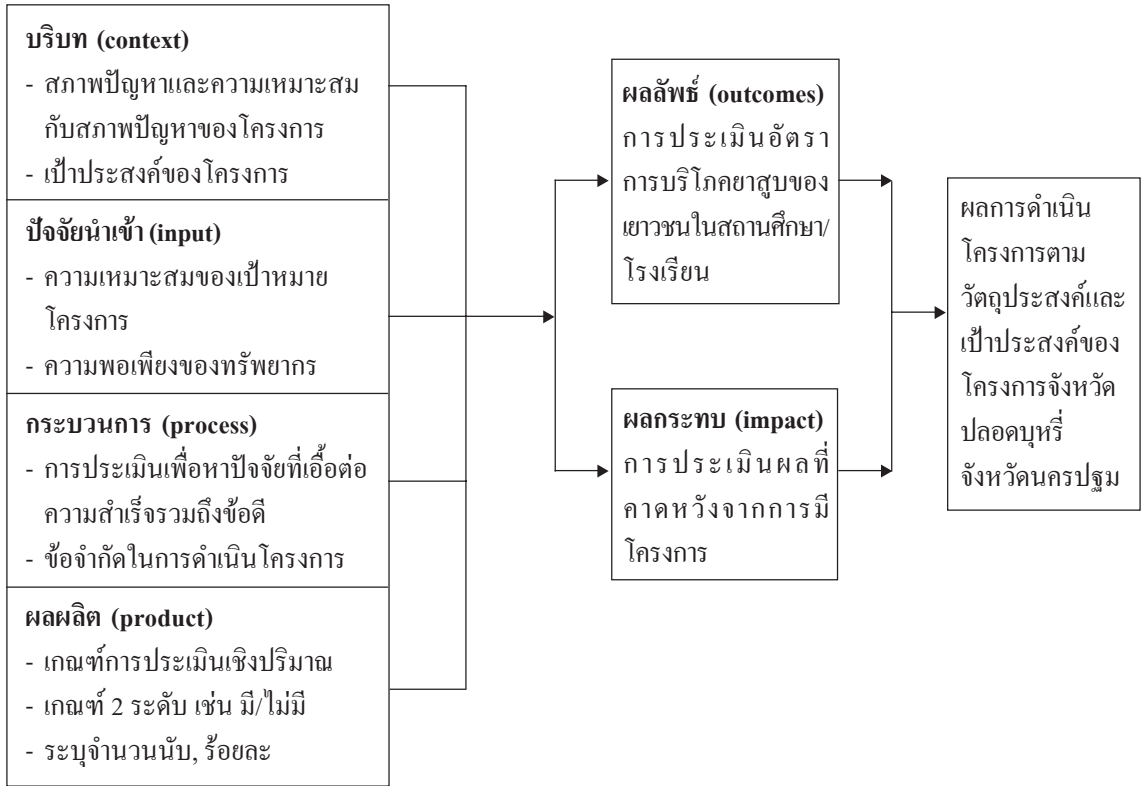 บริบท (context)
- สภาพปัญหาและความเหมาะสม
กับสภาพปัญหาของโครงการ
- เป้าประสงค์ของโครงการ
ปัจจัยนำเข้า (input)
- ความเหมาะสมของเป้าหมาย
โครงการ
- ความพอเพียงของทรัพยากร
กระบวนการ (process)
- การประเมินเพื่อหาปัจจัยที่เอื้อต่อ
ความสำเร็จรวมถึงข้อดี
- ข้อจำกัดในการดำเนินโครงการ
ผลผลิต (product)
- เกณฑ์การประเมินเชิงปริมาณ
- เกณฑ์ 2 ระดับ เช่น มี/ไม่มี
- ระบุจำนวนนับ, ร้อยละ
ผลลัพธ์ (outcomes)
การประเมินอัตรา
การบริโภคยาสูบของ
เยาวชนในสถานศึกษา/
โรงเรียน
ผลกระทบ (impact)
การประเมินผลที่
คาดหวังจากการมี
โครงการ
ผลการดำเนิน
โครงการตาม
วัตถุประสงค์และ
เป้าประสงค์ของ
โครงการจังหวัด
ปลอดบุหรี่
จังหวัดนครปฐม